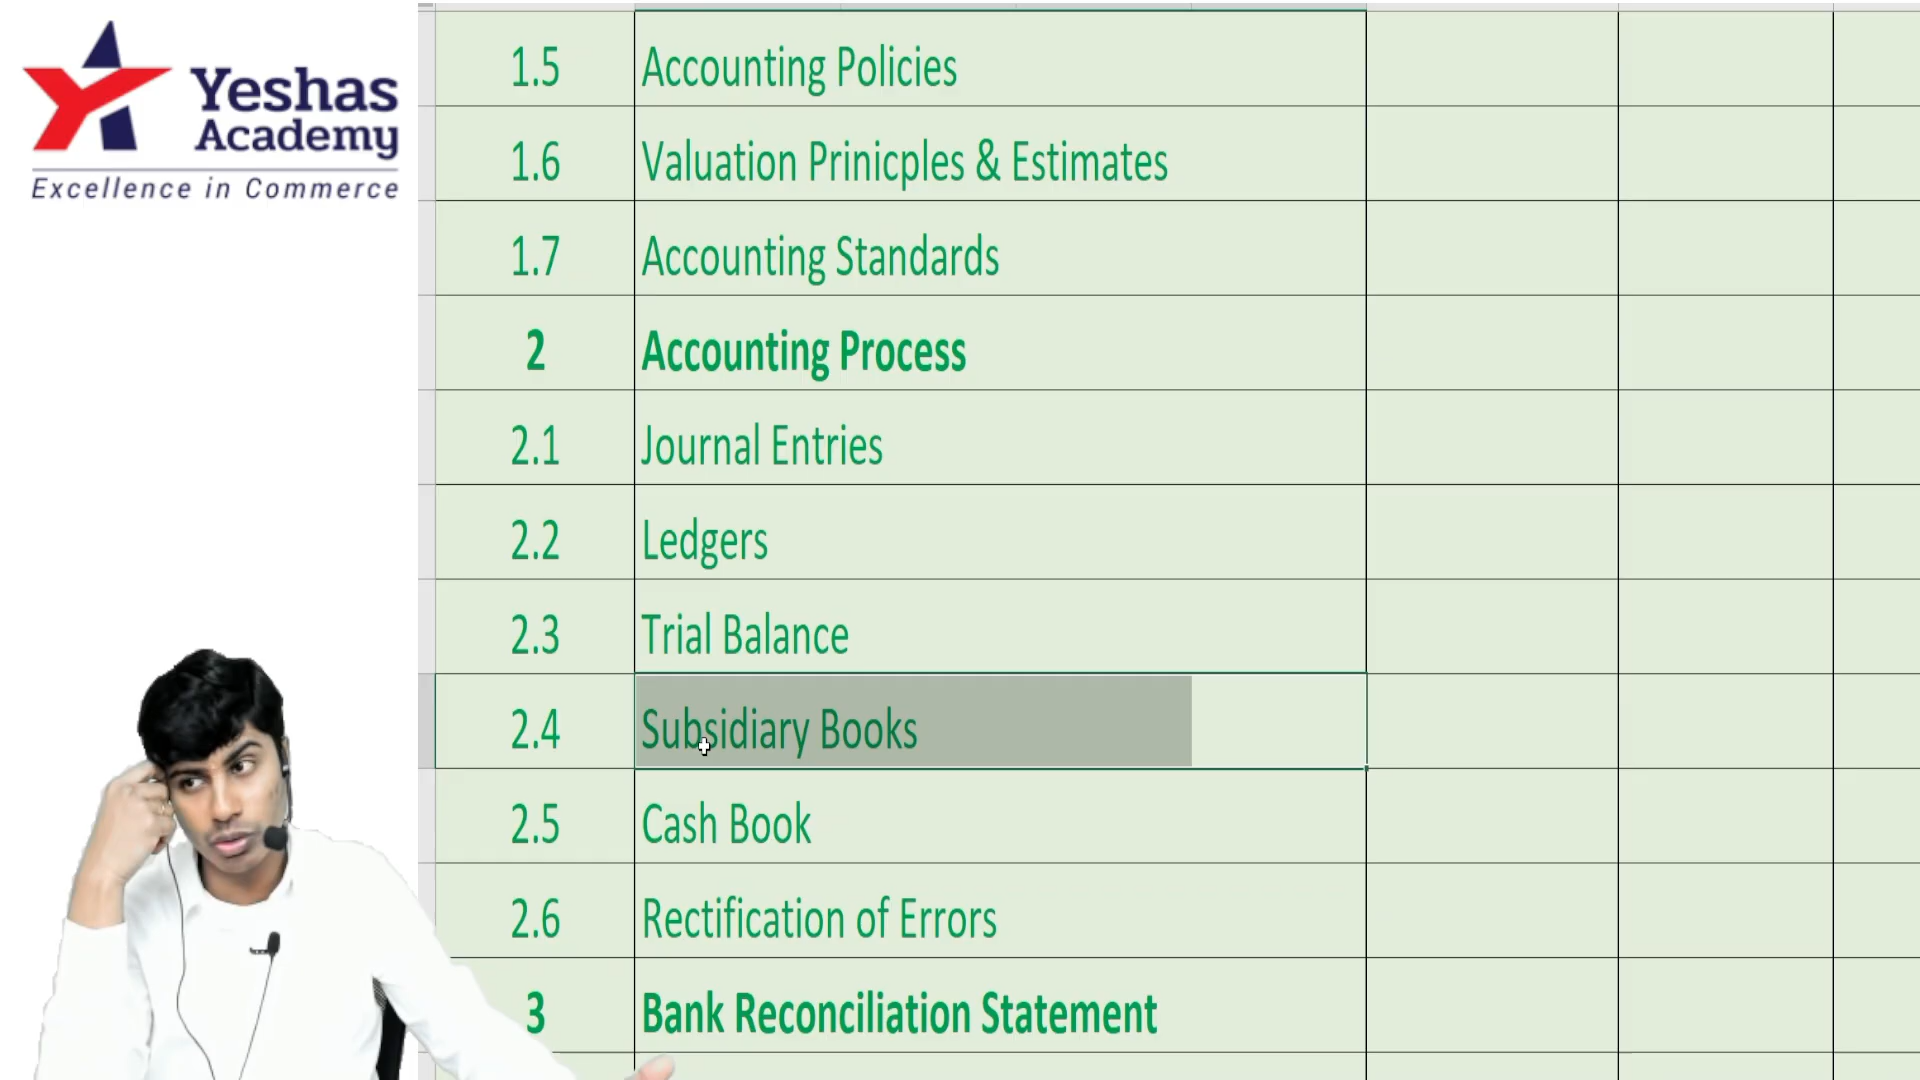 Yeshas
Academy
Excellence in Commerce
1.5 Accounting Policies
1.6 Valuation Prinicples & Estimates
1.7 Accounting Standards
2 Accounting Process
2.1 Journal Entries
2.2 Ledgers
2.3 Trial Balance
2.4 Subsidiary Books
2.5 Cash Book
2.6 Rectification of Errors
3 Bank Reconciliation Statement